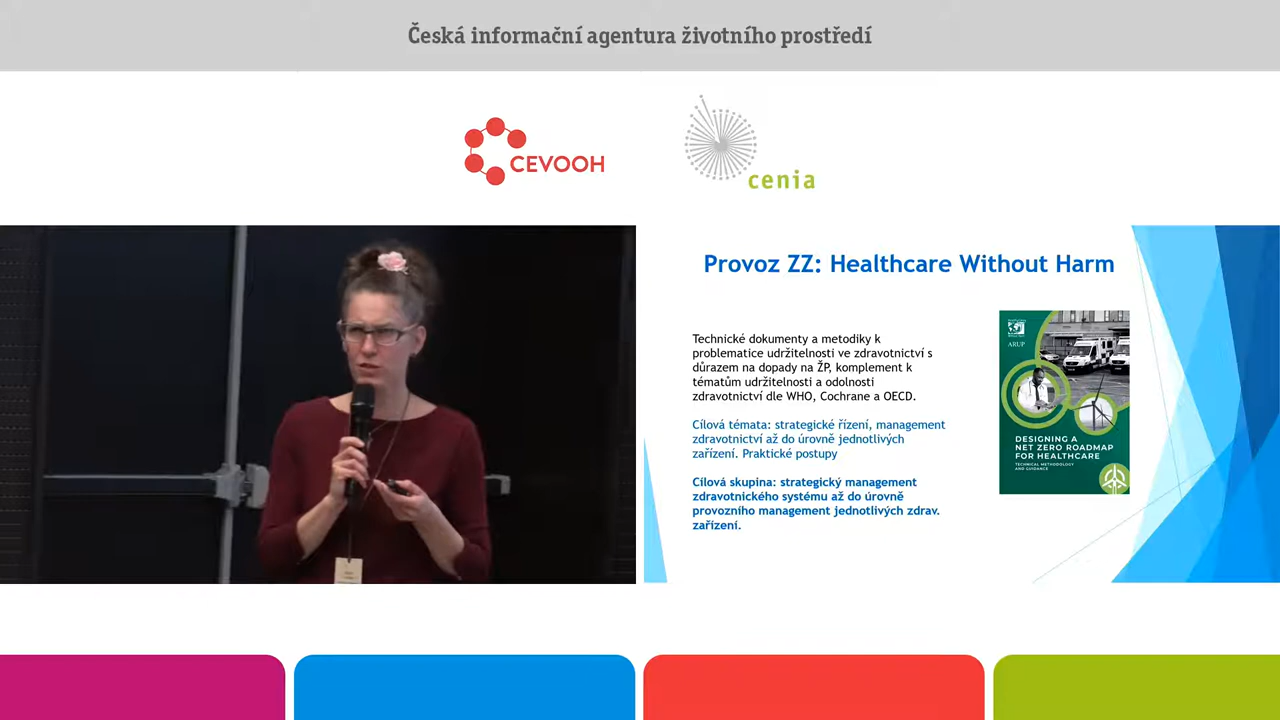 Česká informační agentura životního prostředí
CEVOOH
cenia
Provoz ZZ: Healthcare Without Harm
Technické dokumenty a metodiky k
problematice udržitelnosti ve zdravotnictví s
důrazem na dopady na ŽP, komplement k
tématům udržitelnosti a odolnosti
zdravotnictví dle WHO, Cochrane a OECD.
Cílová témata: strategické řízení, management
zdravotnictví až do úrovně jednotlivých
zařízení. Praktické postupy
Cílová skupina: strategický management
zdravotnického systému až do úrovně
provozního management jednotlivých zdrav.
zařízení.
ARUP
DESIGNING A
NET ZERO ROADMAP
FOR HEALTHCARE
TECHNICAL METHODOLOGY
AND GUIDANCE